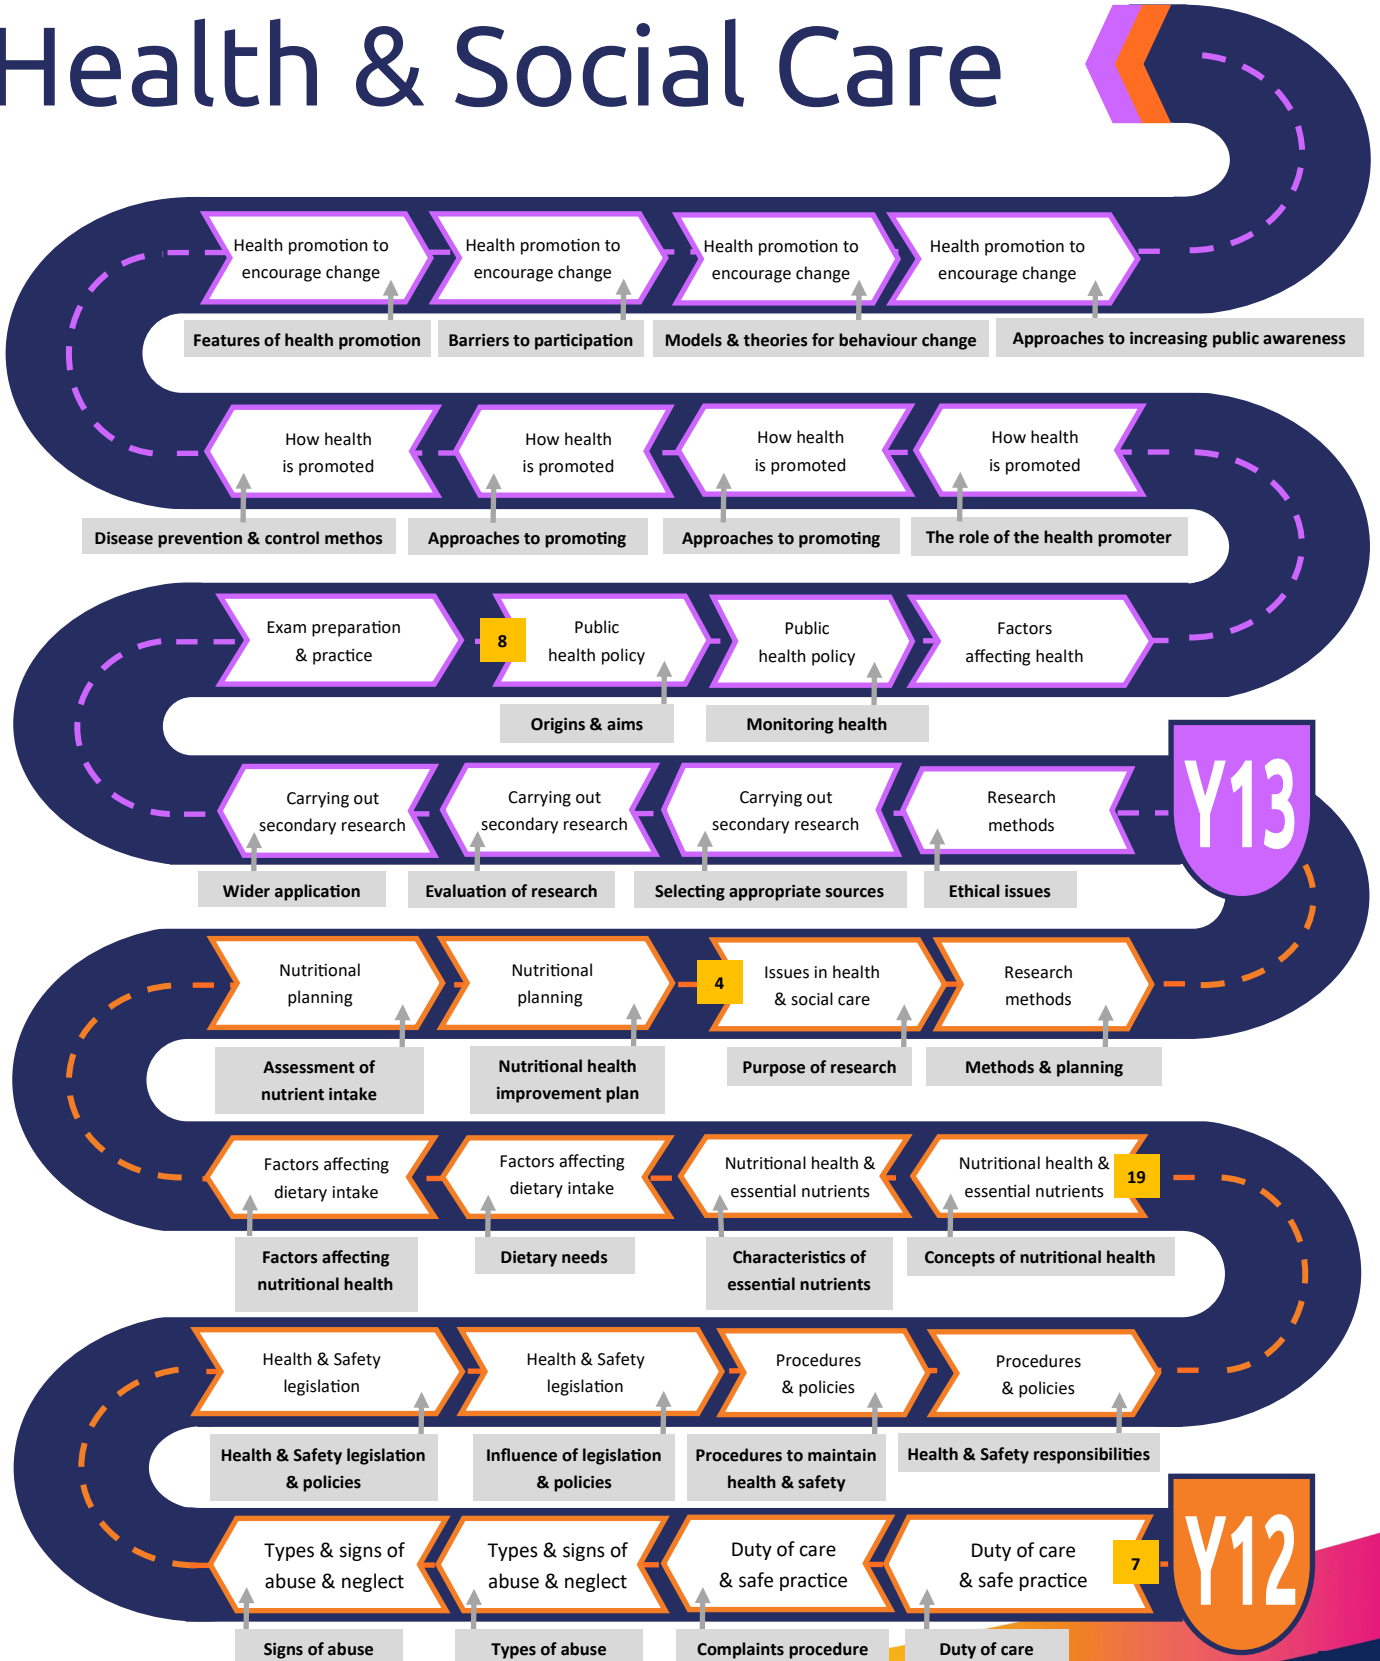 Health & Social Care
Health promotion to
encourage change
Health promotion to
encourage change
Health promotion to
encourage change
Health promotion to
encourage change
Features of health promotion
Barriers to participation
Models & theories for behaviour change
Approaches to increasing public awareness
How health
is promoted
How health
is promoted
How health
is promoted
How health
is promoted
Disease prevention & control methos
Approaches to promoting
Approaches to promoting
The role of the health promoter
Exam preparation
& practice
8
Public
health policy
Public
health policy
Factors
affecting health
Origins & aims
Monitoring health
Y13
Carrying out
secondary research
Carrying out
secondary research
Carrying out
secondary research
Research
methods
Wider application
Evaluation of research
Selecting appropriate sources
Ethical issues
Nutritional
planning
Nutritional
planning
4
Issues in health
& social care
Research
methods
Assessment of
nutrient intake
Nutritional health
improvement plan
Purpose of research
Methods & planning
Factors affecting
dietary intake
Factors affecting
dietary intake
Nutritional health &
essential nutrients
Nutritional health &
essential nutrients
19
Factors affecting
nutritional health
Dietary needs
Characteristics of
essential nutrients
Concepts of nutritional health
Health & Safety
legislation
Health & Safety
legislation
Procedures
& policies
Procedures
& policies
Health & Safety legislation
& policies
Influence of legislation
& policies
Procedures to maintain
health & safety
Health & Safety responsibilities
Types & signs of
abuse & neglect
Types & signs of
abuse & neglect
Duty of care
& safe practice
Duty of care
& safe practice
7
Y12
Signs of abuse
Types of abuse
Complaints procedure
Duty of care